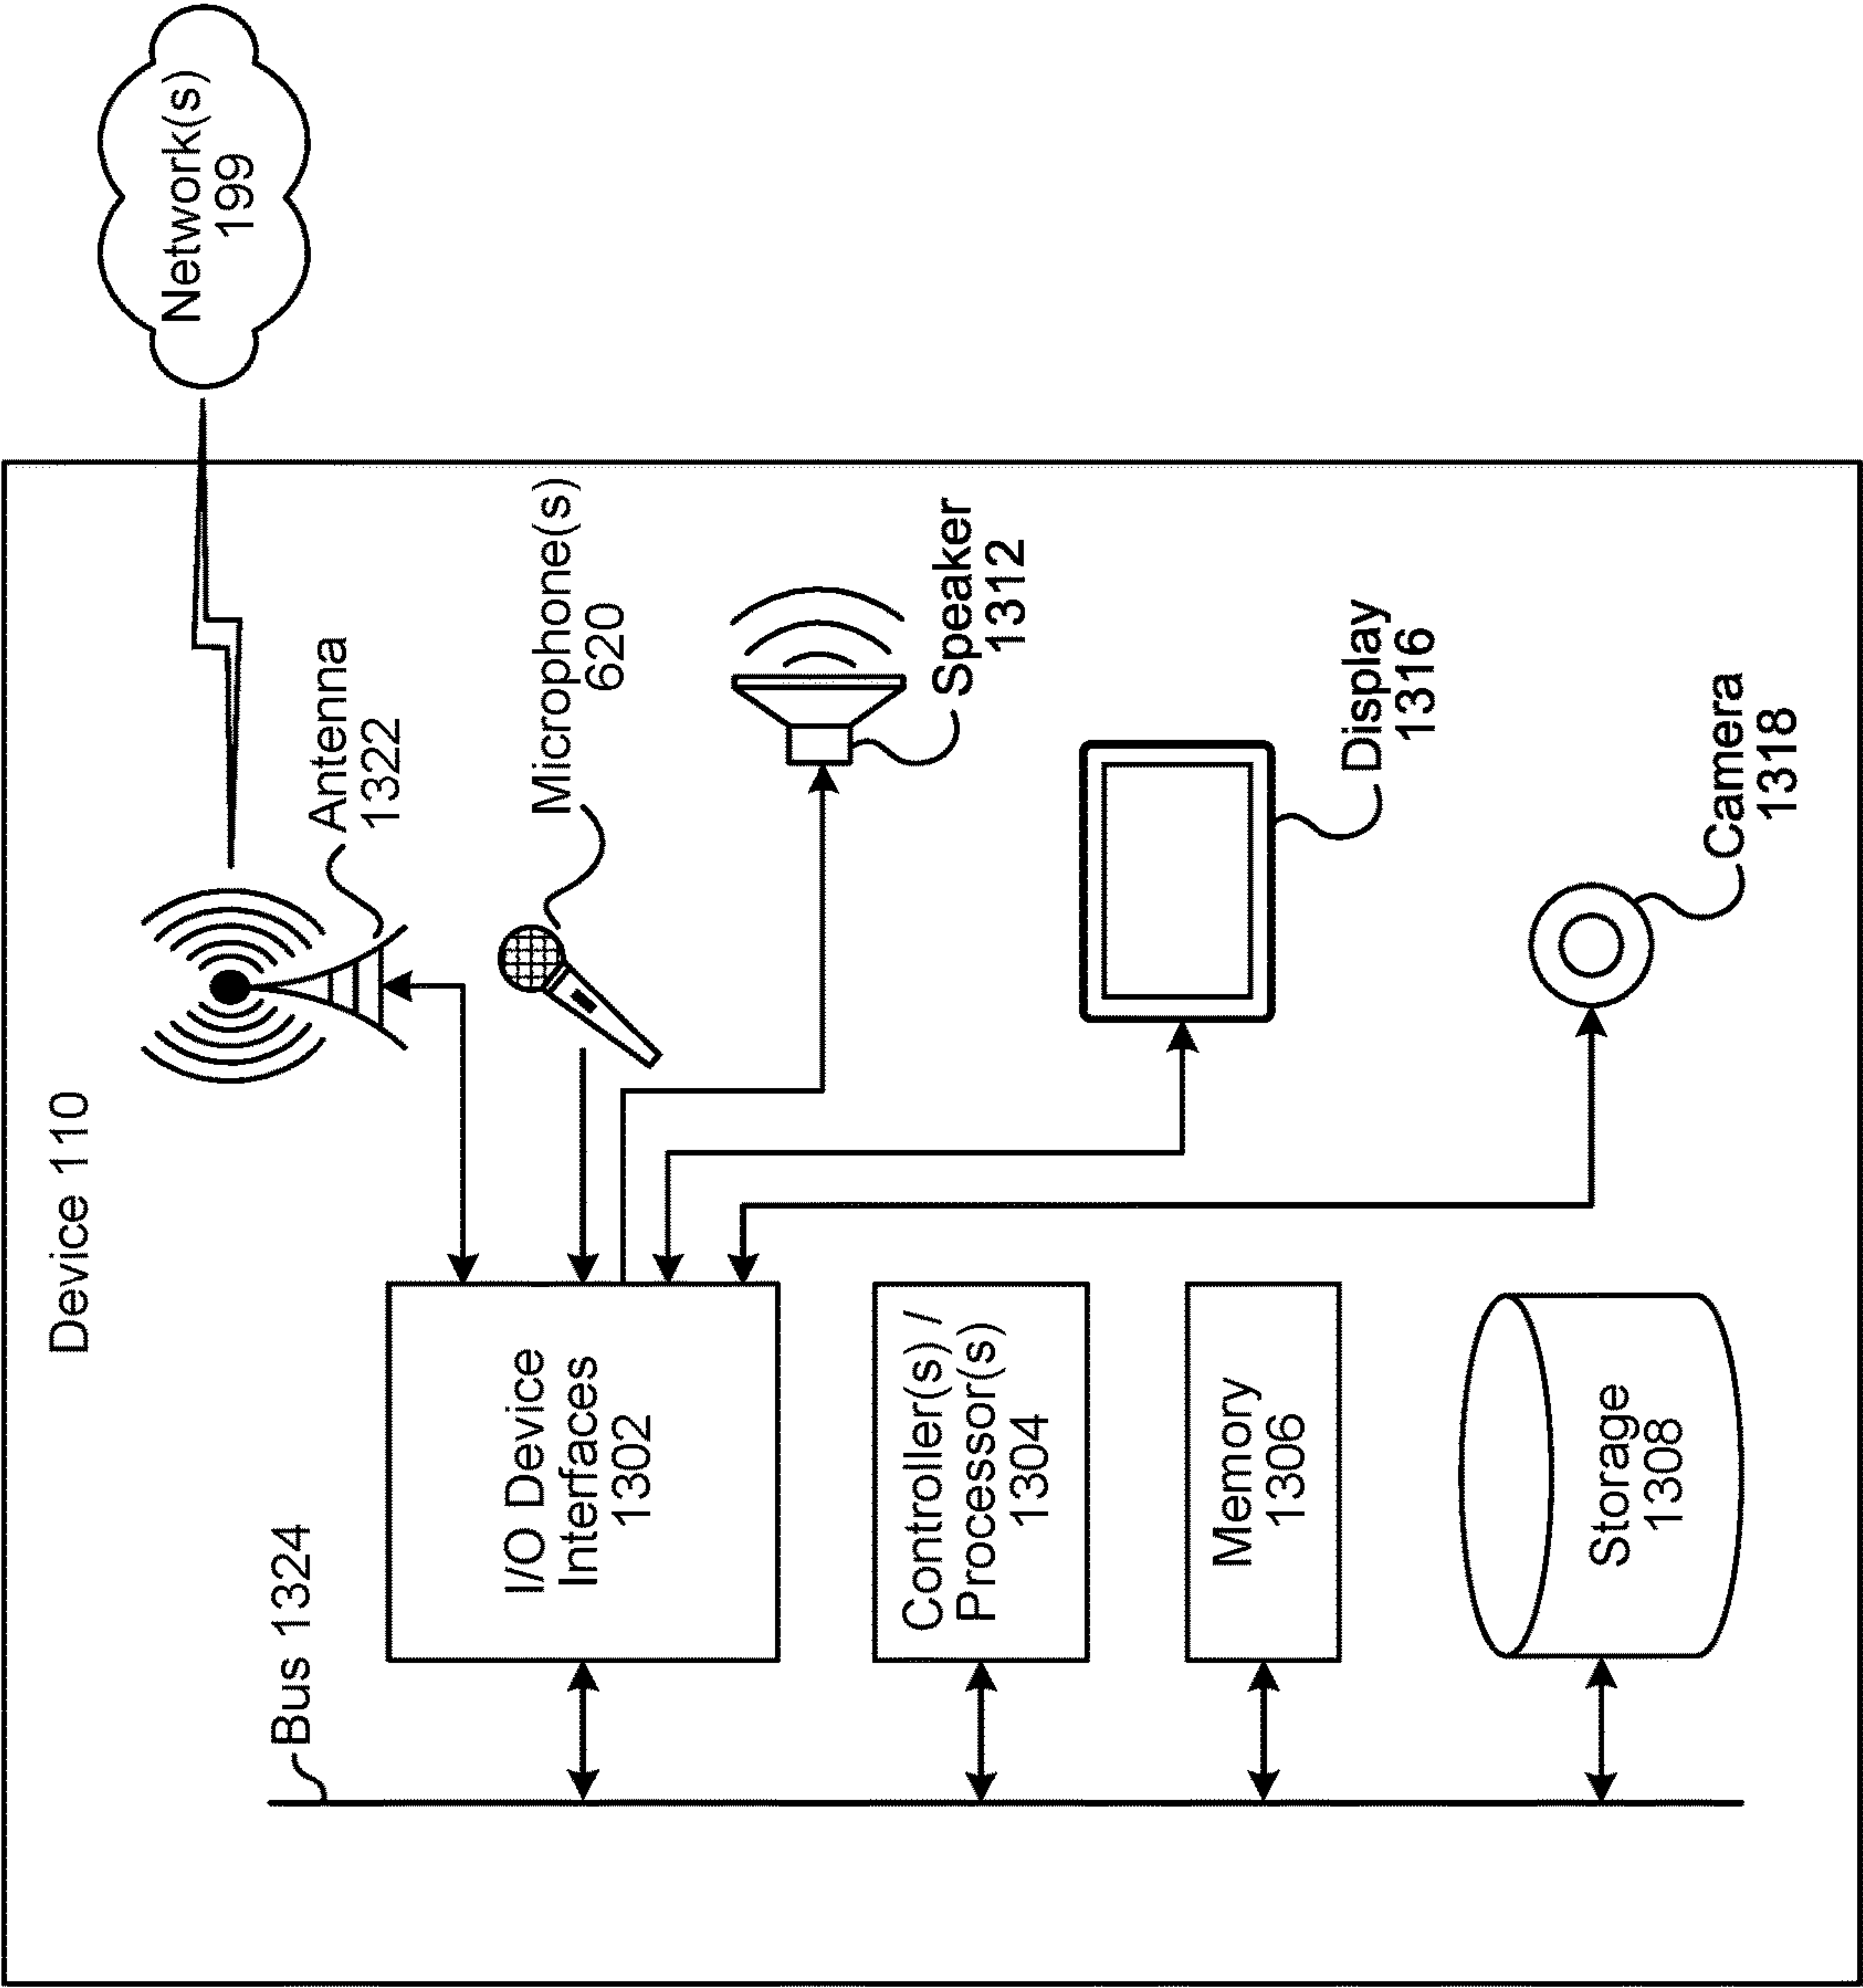 Device 110
Network(s)
199
Bus 1324
Antenna
1322
I/O Device
Interfaces
1302
Microphone(s)
620
Controller(s) /
Processor(s)
1304
Speaker
1312
Memory
1306
Display
1316
Storage
1308
Camera
1318